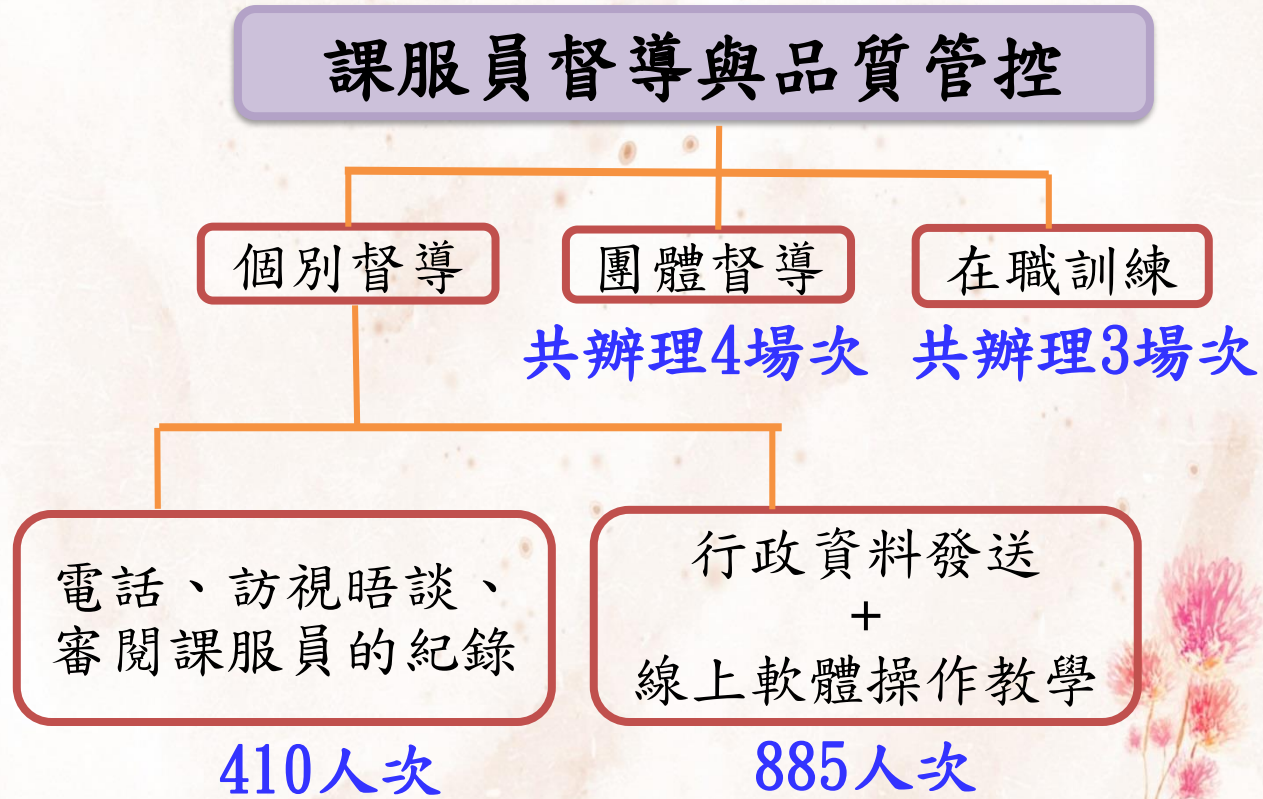 課服員督導與品質管控
個別督導
團體督導
在職訓練
共辦理4場次
共辦理3場次
電話、訪視晤談、
審閱課服員的紀錄
行政資料發送
+
線上軟體操作教學
410人次
885人次